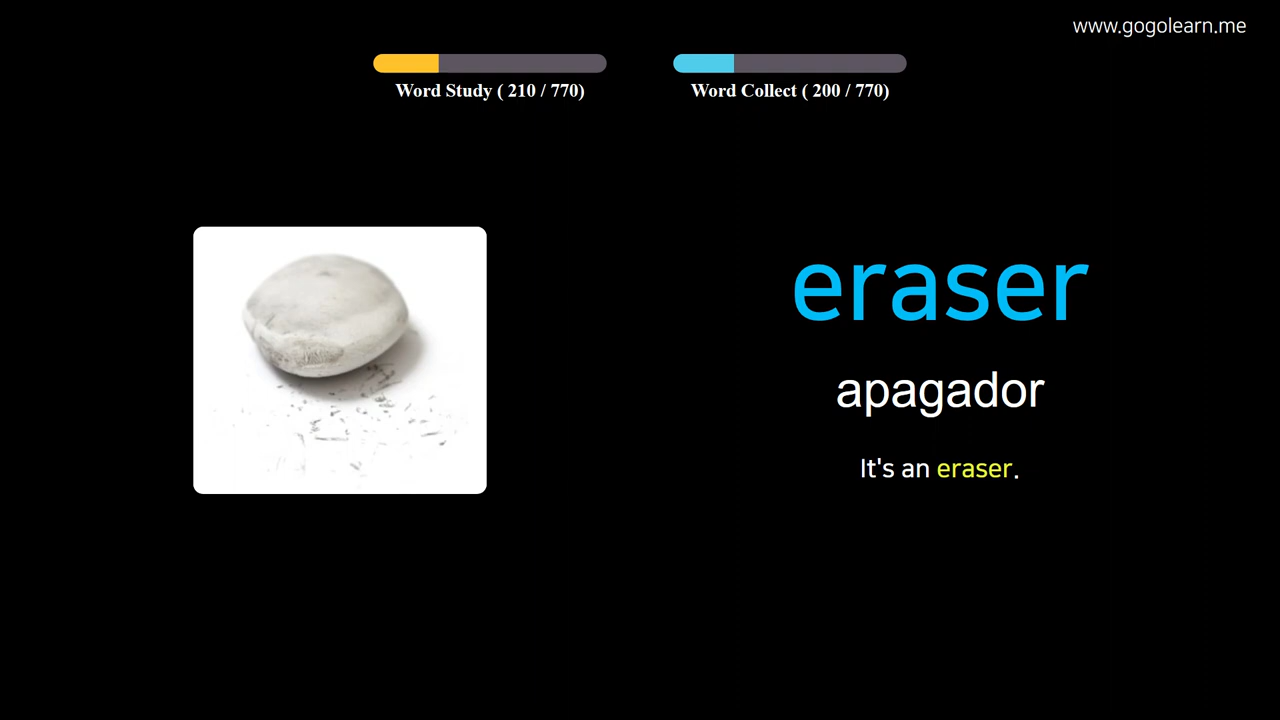 www.gogolearn.me
Word Study ( 210 / 770)
Word Collect ( 200 / 770)
eraser
apagador
It's an eraser.